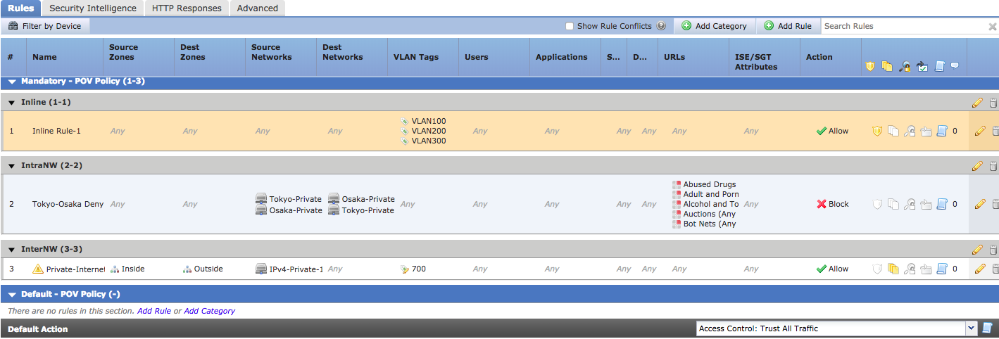 Rules Security Intelligence HTTP Responses Advanced
Filter by Device Show Rule Conflicts ? Add Category Add Rule Search Rules
# Name Source Zones Dest Zones Source Networks Dest Networks VLAN Tags Users Applications S... D... URLs ISE/SGT Attributes Action
Mandatory - POV Policy (1-3)
Inline (1-1)
1 Inline Rule-1 Any Any Any Any VLAN100 Any Any Any Any Any Any Allow 0
VLAN200
VLAN300
IntraNW (2-2)
2 Tokyo-Osaka Deny Any Any Tokyo-Private Osaka-Private Any Any Any Any Any Abused Drugs Any Block 0
Osaka-Private Tokyo-Private Adult and Porn
Alcohol and To
Auctions (Any
Bot Nets (Any
InterNW (3-3)
3 Private-Internet Inside Outside IPv4-Private-1 Any 700 Any Any Any Any Any Any Allow 0
Default - POV Policy (-)
There are no rules in this section. Add Rule or Add Category
Default Action Access Control: Trust All Traffic